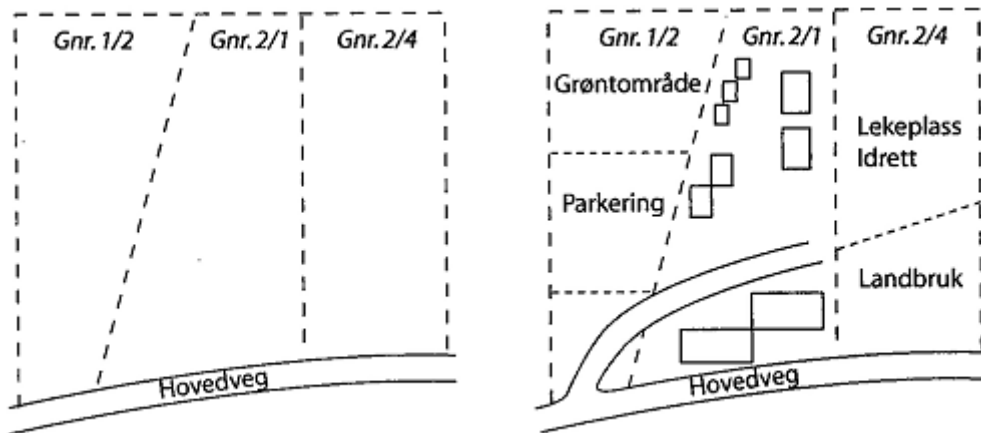 Gnr. 1/2
Gnr. 2/1
Gnr. 2/4
Hovedveg
Gnr. 1/2
Gnr. 2/1
Gnr. 2/4
Grøntområde
Lekeplass
Idrett
Parkering
Landbruk
Hovedveg